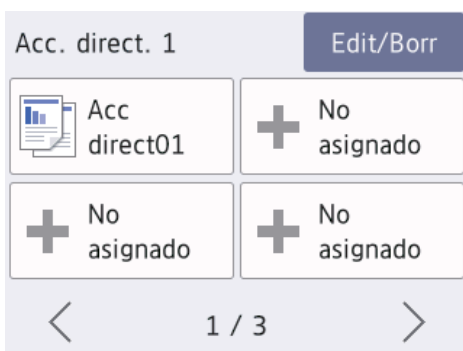 Acc. direct. 1
Edit/Borr
Acc
direct01
No
asignado
No
asignado
No
asignado
1 / 3